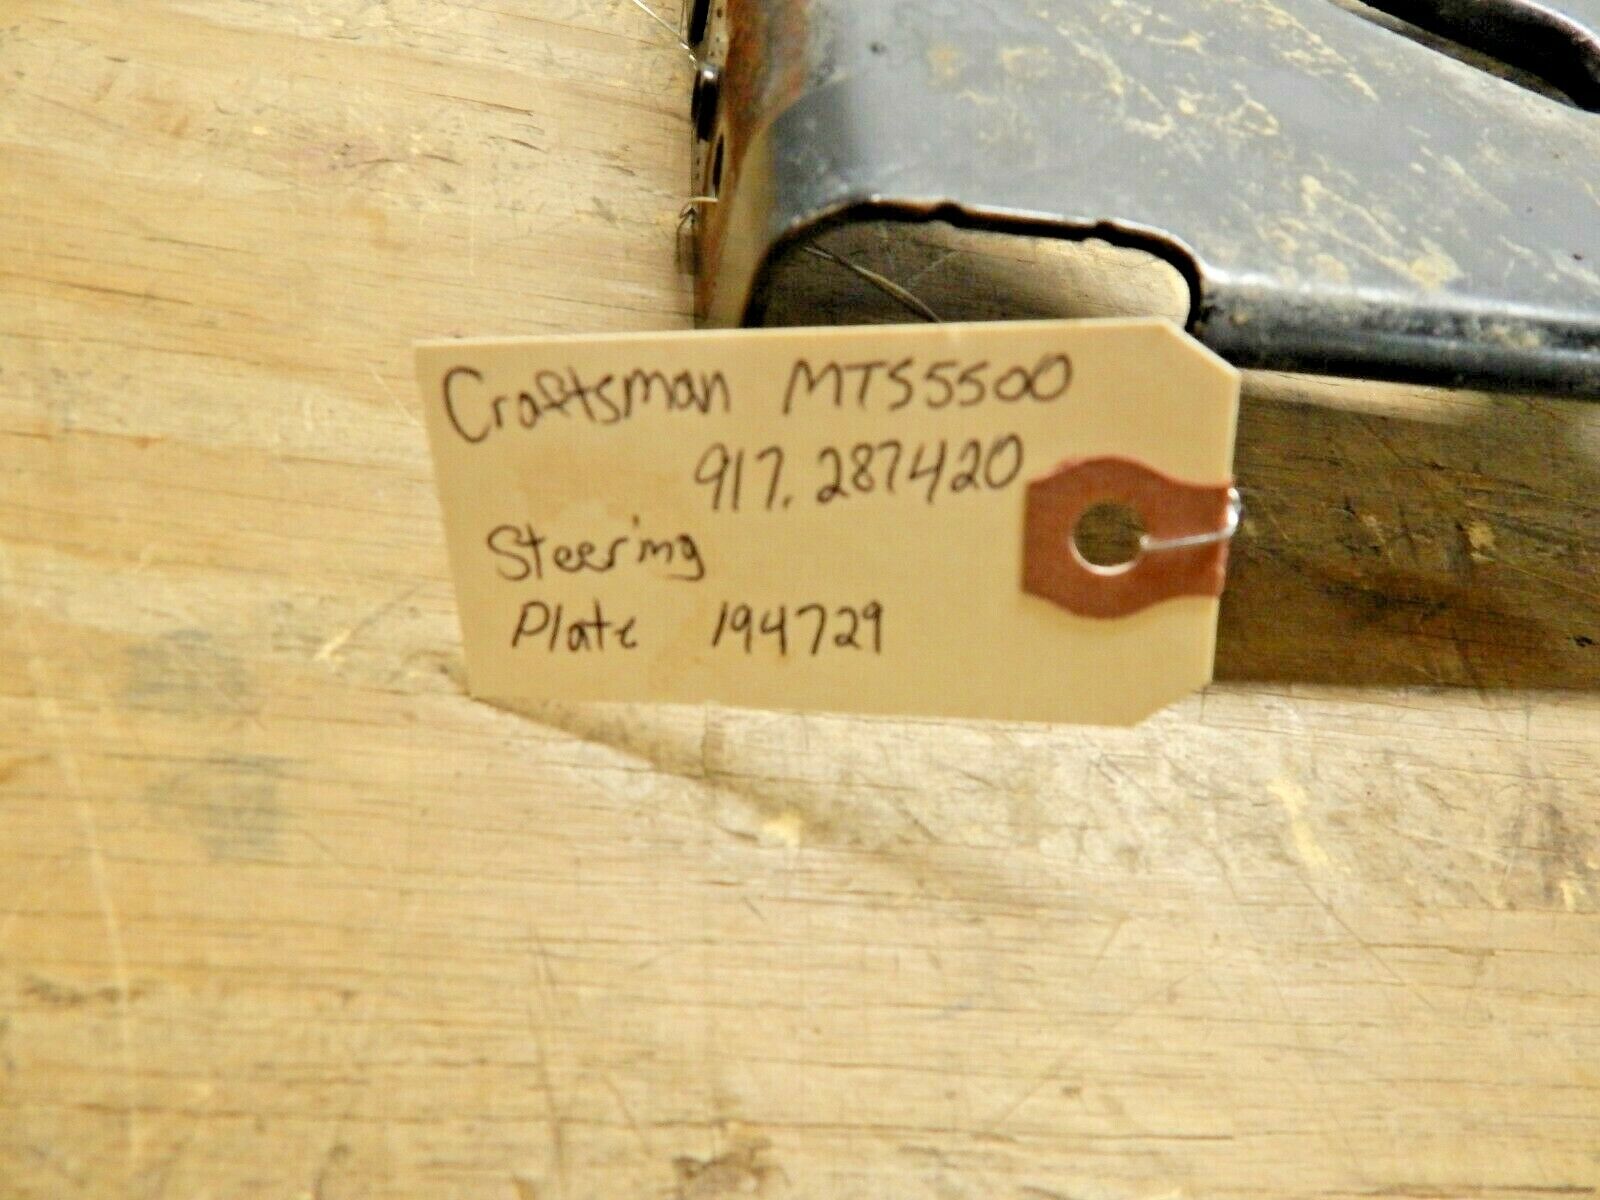 Craftsman MTS5500
917.287420
Steering
Plate 194729